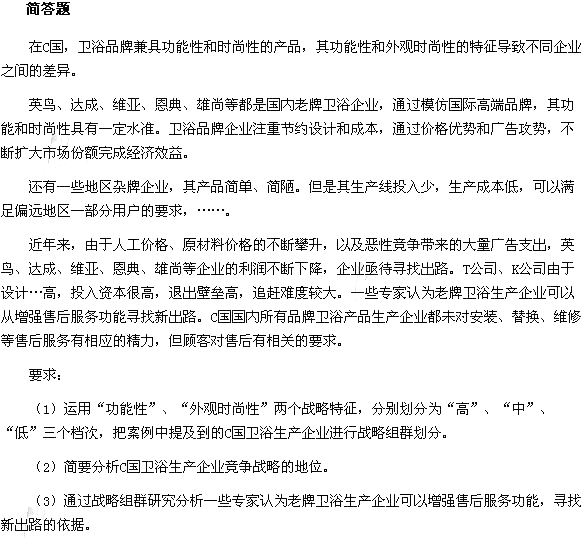 简答题
在C国，卫浴品牌兼具功能性和时尚性的产品，其功能性和外观时尚性的特征导致不同企业
之间的差异。
英鸟、达成、维亚、恩典、雄尚等都是国内老牌卫浴企业，通过模仿国际高端品牌，其功
能和时尚性具有一定水准。卫浴品牌企业注重节约设计和成本，通过价格优势和广告攻势，不
断扩大市场份额完成经济效益。
还有一些地区杂牌企业，其产品简单、简陋。但是其生产线投入少，生产成本低，可以满
足偏远地区一部分用户的要求，……。
近年来，由于人工价格、原材料价格的不断攀升，以及恶性竞争带来的大量广告支出，英
鸟、达成、维亚、恩典、雄尚等企业的利润不断下降，企业亟待寻找出路。T公司、K公司由于
设计…高，投入资本很高，退出壁垒高，追赶难度较大。一些专家认为老牌卫浴生产企业可以
从增强售后服务功能寻找新出路。C国国内所有品牌卫浴产品生产企业都未对安装、替换、维修
等售后服务有相应的精力，但顾客对售后有相关的要求。
要求：
（1）运用“功能性”、“外观时尚性”两个战略特征，分别划分为“高”、“中”、
“低”三个档次，把案例中提及到的C国卫浴生产企业进行战略组群划分。
（2）简要分析C国卫浴生产企业竞争战略的地位。
（3）通过战略组群研究分析一些专家认为老牌卫浴生产企业可以增强售后服务功能，寻找
新出路的依据。